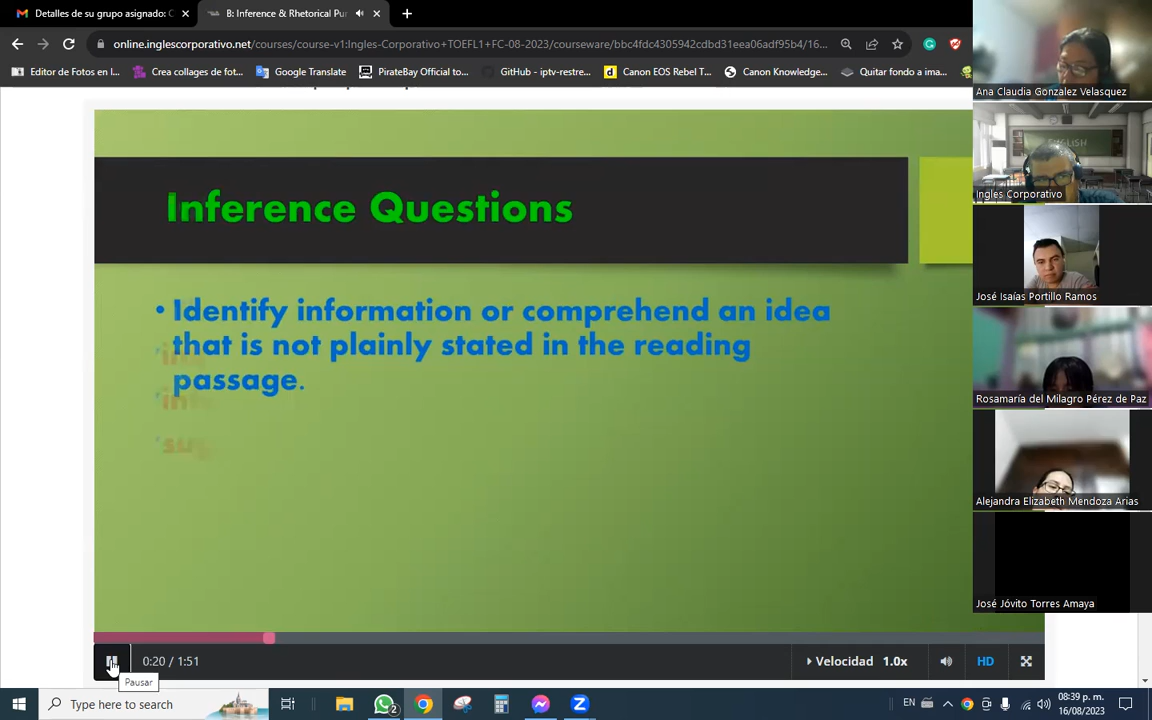 Detalles de su grupo asignado: C
B: Inference & Rhetorical Pur
online.inglescorporativo.net/courses/course-v1:Ingles-Corporativo+TOEFL1+FC-08-2023/courseware/bbc4fdc4305942cdbd31eea06adf95b4/16...
Editor de Fotos en l...
Crea collages de fot...
Google Translate
PirateBay Official to...
GitHub - iptv-restre...
Canon EOS Rebel T...
Canon Knowledge...
Quitar fondo a ima...
Inference Questions
• Identify information or comprehend an idea
that is not plainly stated in the reading
passage.
0:20 / 1:51
Velocidad 1.0x
HD
Pausar
Ana Claudia Gonzalez Velasquez
ENGLISH
Ingles Corporativo
José Isaías Portillo Ramos
Rosamaría del Milagro Pérez de Paz
Alejandra Elizabeth Mendoza Arias
José Jóvito Torres Amaya
Type here to search
2
EN
08:39 p. m.
16/08/2023